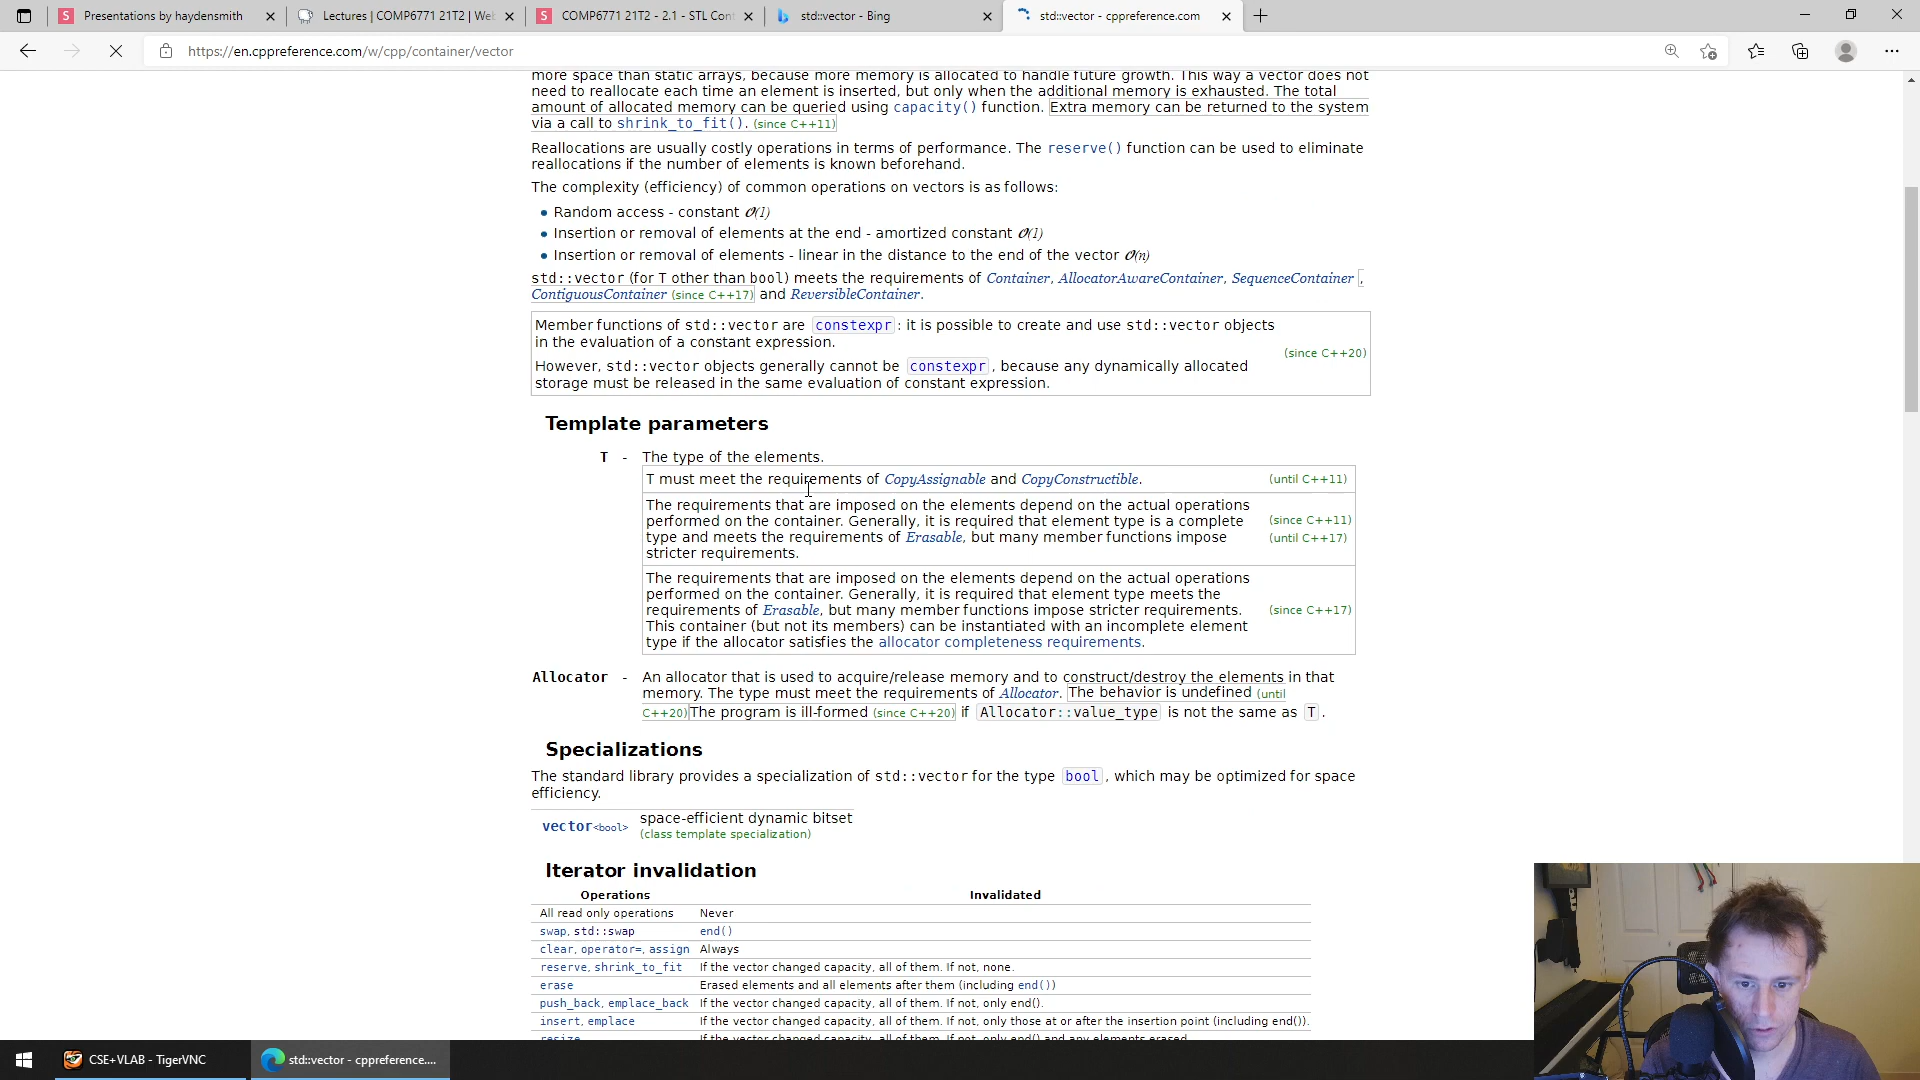 Presentations by haydensmith
Lectures | COMP6771 21T2 | Web
COMP6771 21T2 - 2.1 - STL Cont
std::vector - Bing
std::vector - cppreference.com
https://en.cppreference.com/w/cpp/container/vector
more space than static arrays, because more memory is allocated to handle future growth. This way a vector does not
need to reallocate each time an element is inserted, but only when the additional memory is exhausted. The total
amount of allocated memory can be queried using capacity() function. Extra memory can be returned to the system
via a call to shrink_to_fit(). (since C++11)
Reallocations are usually costly operations in terms of performance. The reserve() function can be used to eliminate
reallocations if the number of elements is known beforehand.
The complexity (efficiency) of common operations on vectors is as follows:
• Random access - constant 𝓞(1)
• Insertion or removal of elements at the end - amortized constant 𝓞(1)
• Insertion or removal of elements - linear in the distance to the end of the vector 𝓞(n)
std::vector (for T other than bool) meets the requirements of Container, AllocatorAwareContainer, SequenceContainer ,
ContiguousContainer (since C++17) and ReversibleContainer.
Member functions of std::vector are constexpr: it is possible to create and use std::vector objects
in the evaluation of a constant expression.
However, std::vector objects generally cannot be constexpr, because any dynamically allocated
storage must be released in the same evaluation of constant expression.
(since C++20)
Template parameters
T - The type of the elements.
T must meet the requirements of CopyAssignable and CopyConstructible. (until C++11)
The requirements that are imposed on the elements depend on the actual operations
performed on the container. Generally, it is required that element type is a complete
type and meets the requirements of Erasable, but many member functions impose
stricter requirements.
(since C++11)
(until C++17)
The requirements that are imposed on the elements depend on the actual operations
performed on the container. Generally, it is required that element type meets the
requirements of Erasable, but many member functions impose stricter requirements.
This container (but not its members) can be instantiated with an incomplete element
type if the allocator satisfies the allocator completeness requirements.
(since C++17)
Allocator - An allocator that is used to acquire/release memory and to construct/destroy the elements in that
memory. The type must meet the requirements of Allocator. The behavior is undefined (until
C++20)The program is ill-formed (since C++20) if Allocator::value_type is not the same as T.
Specializations
The standard library provides a specialization of std::vector for the type bool, which may be optimized for space
efficiency.
vector<bool> space-efficient dynamic bitset
(class template specialization)
Iterator invalidation
Operations Invalidated
All read only operations Never
swap, std::swap end()
clear, operator=, assign Always
reserve, shrink_to_fit If the vector changed capacity, all of them. If not, none.
erase Erased elements and all elements after them (including end())
push_back, emplace_back If the vector changed capacity, all of them. If not, only end().
insert, emplace If the vector changed capacity, all of them. If not, only those at or after the insertion point (including end()).
resize If the vector changed capacity, all of them. If not, only end() and any elements erased.
CSE+VLAB - TigerVNC
std::vector - cppreference....